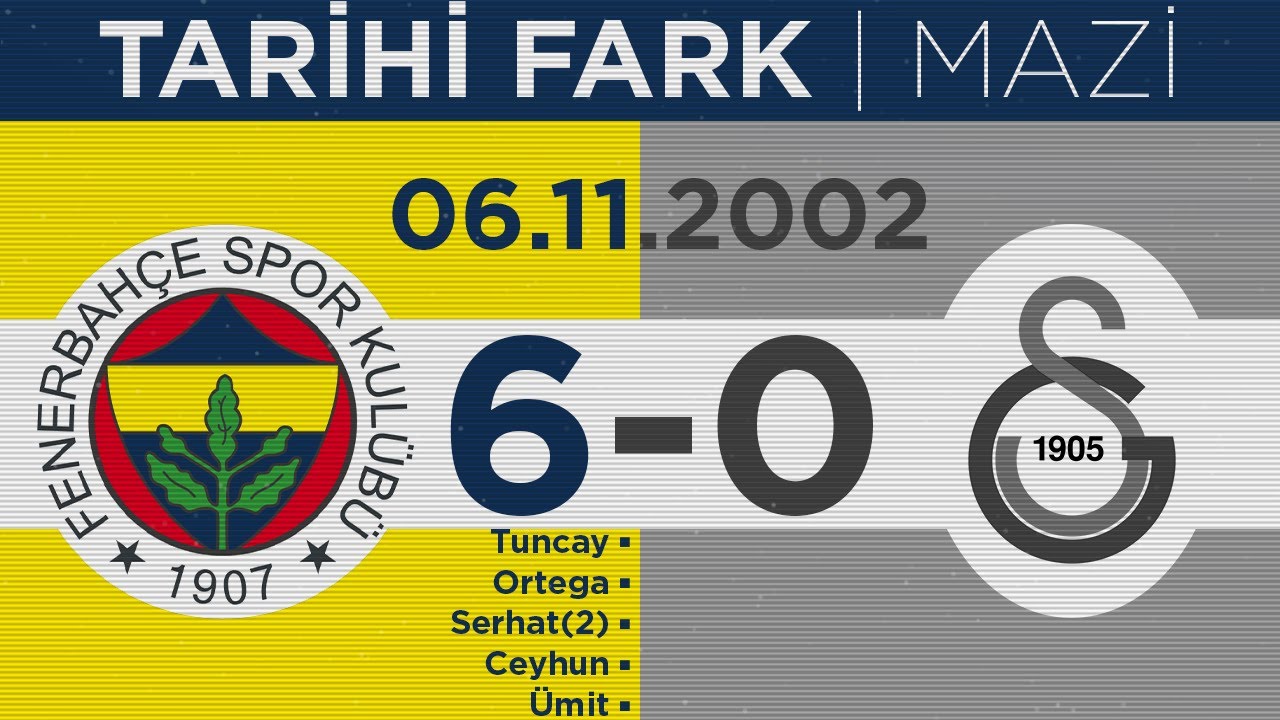 TARİHİ FARK | MAZİ
06.11.2002
FENERBAHÇE SPOR KULÜBÜ
★ 1907 ★
6-0
1905
Tuncay ▪
Ortega ▪
Serhat(2) ▪
Ceyhun ▪
Ümit ▪